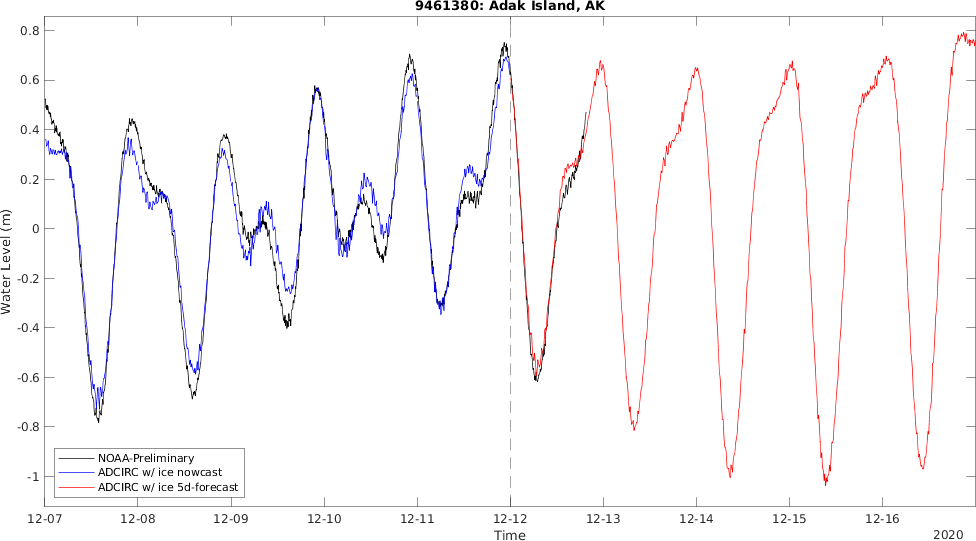 9461380: Adak Island, AK
Water Level (m)
0.8
0.6
0.4
0.2
0
-0.2
-0.4
-0.6
-0.8
-1
NOAA-Preliminary
ADCIRC w/ ice nowcast
ADCIRC w/ ice 5d-forecast
12-07 12-08 12-09 12-10 12-11 12-12 12-13 12-14 12-15 12-16
Time
2020